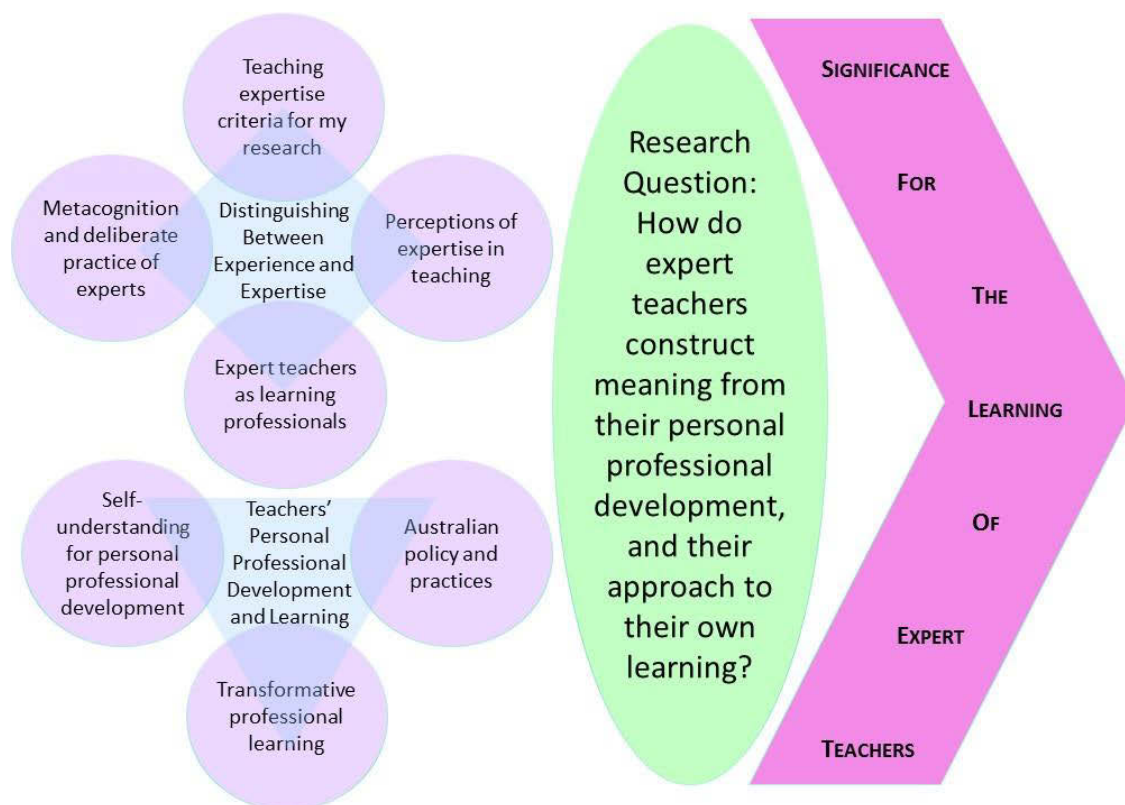 Teaching
expertise
criteria for my
research
Metacognition
and deliberate
practice of
experts
Distinguishing
Between
Experience and
Expertise
Perceptions of
expertise in
teaching
Expert teachers
as learning
professionals
Self-
understanding
for personal
professional
development
Teachers’
Personal
Professional
Development
and Learning
Australian
policy and
practices
Transformative
professional
learning
Research
Question:
How do
expert
teachers
construct
meaning from
their personal
professional
development,
and their
approach to
their own
learning?
SIGNIFICANCE
FOR
THE
LEARNING
OF
EXPERT
TEACHERS